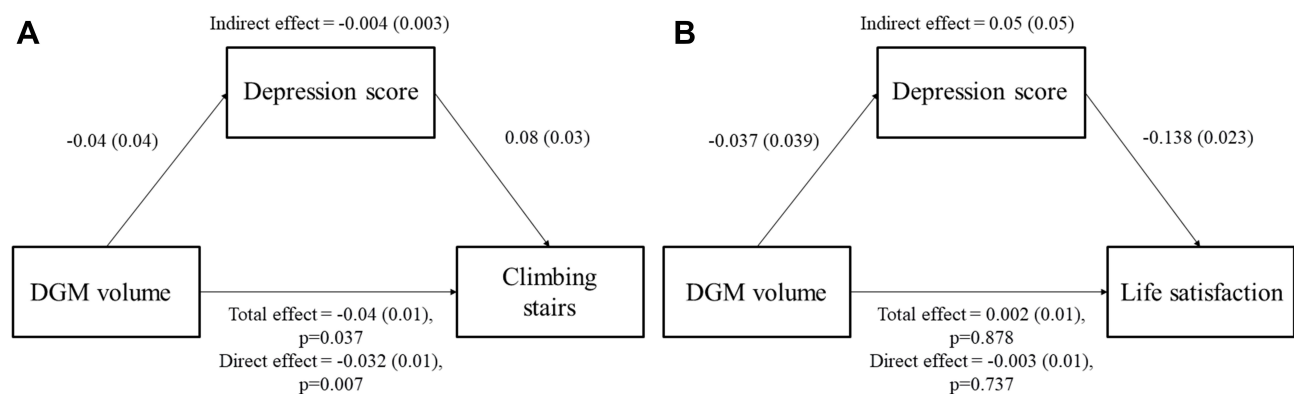 A
Indirect effect = -0.004 (0.003)
Depression score
-0.04 (0.04)
0.08 (0.03)
DGM volume
Climbing
stairs
Total effect = -0.04 (0.01),
p=0.037
Direct effect = -0.032 (0.01),
p=0.007
B
Indirect effect = 0.05 (0.05)
Depression score
-0.037 (0.039)
-0.138 (0.023)
DGM volume
Life satisfaction
Total effect = 0.002 (0.01),
p=0.878
Direct effect = -0.003 (0.01),
p=0.737